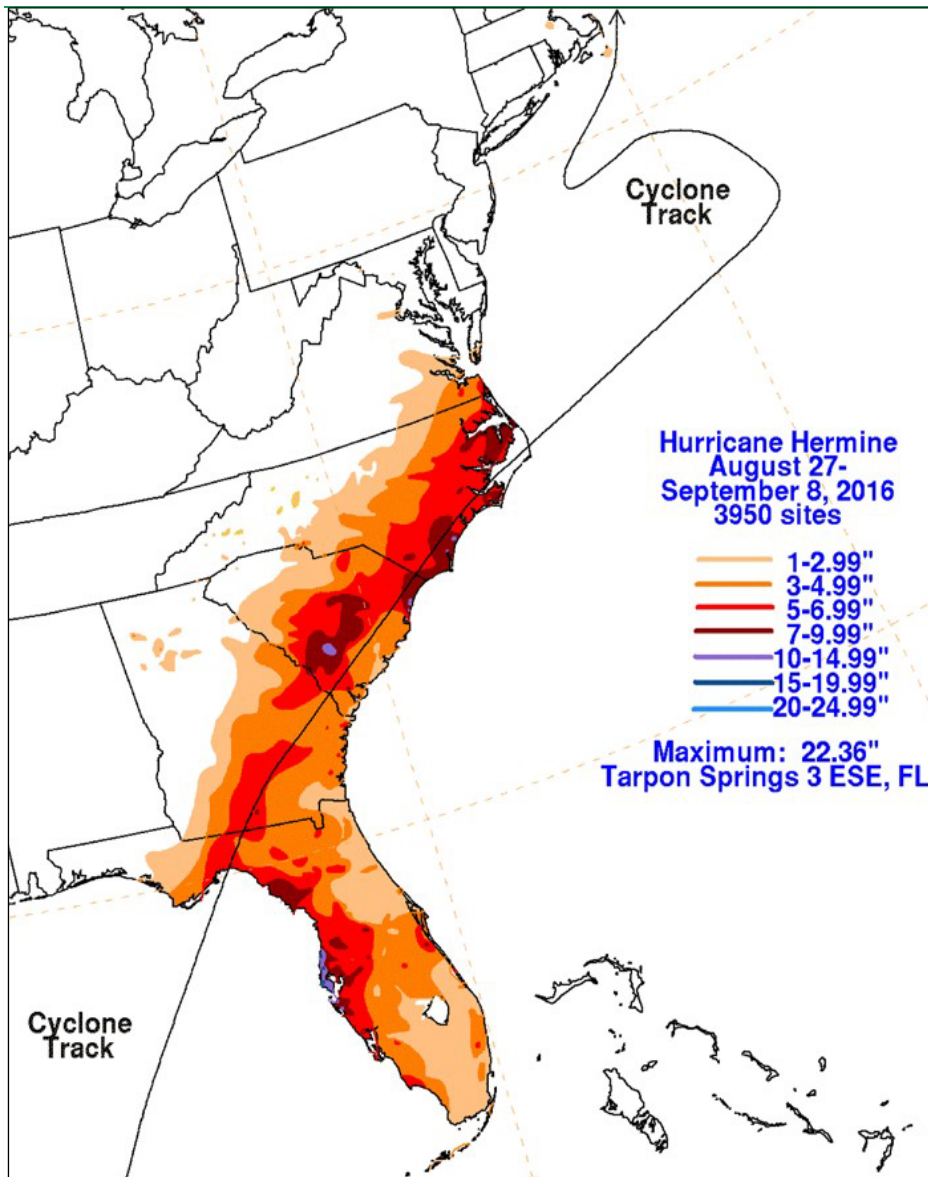 Cyclone
Track
Hurricane Hermine
August 27-
September 8, 2016
3950 sites
1-2.99"
3-4.99"
5-6.99"
7-9.99"
10-14.99"
15-19.99"
20-24.99"
Maximum: 22.36"
Tarpon Springs 3 ESE, FL
Cyclone
Track